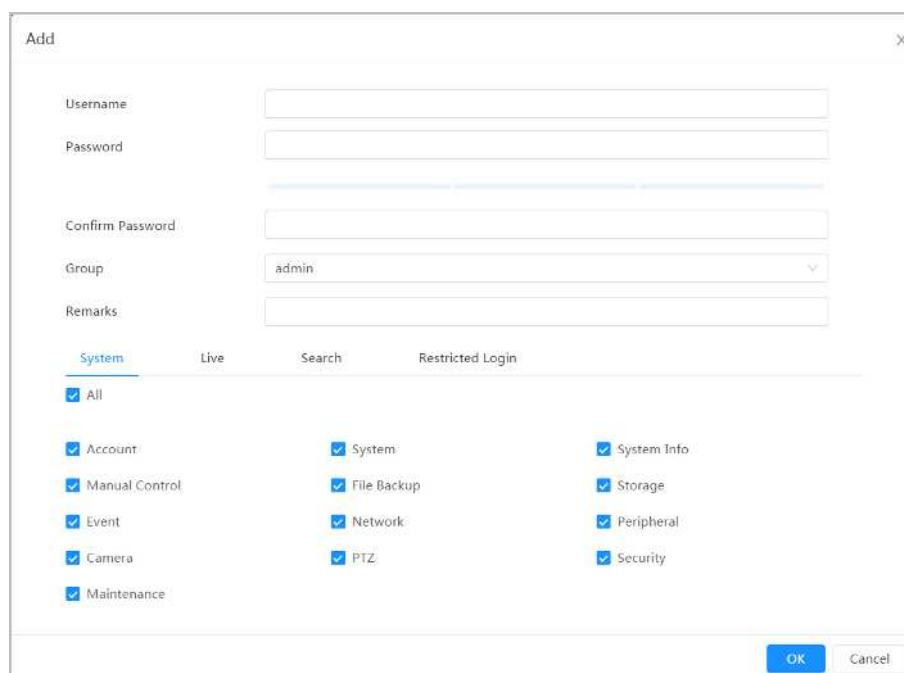 Add
Username
Password
Confirm Password
Group admin
Remarks
System Live Search Restricted Login
All
Account System System Info
Manual Control File Backup Storage
Event Network Peripheral
Camera PTZ Security
Maintenance
OK Cancel